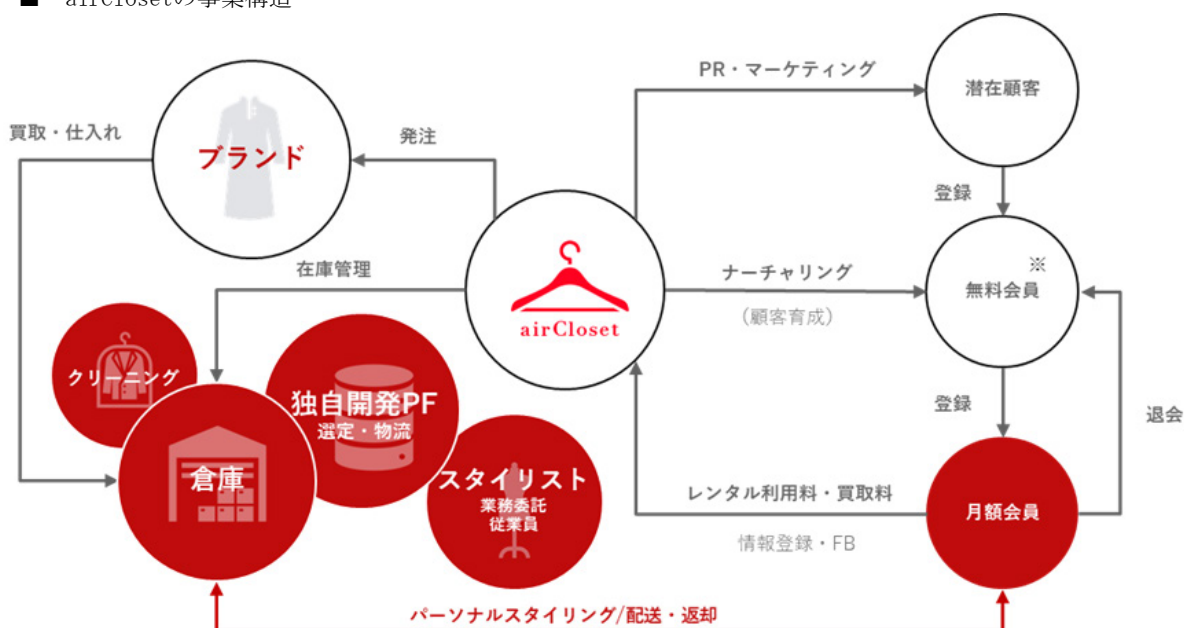 ■ airClosetの事業構造
PR・マーケティング
潜在顧客
買取・仕入れ
ブランド
発注
登録
在庫管理
airCloset
ナーチャリング
(顧客育成)
※
無料会員
クリーニング
独自開発PF
選定・物流
登録
退会
倉庫
スタイリスト
業務委託
従業員
レンタル利用料・買取料
情報登録・FB
月額会員
パーソナルスタイリング/配送・返却